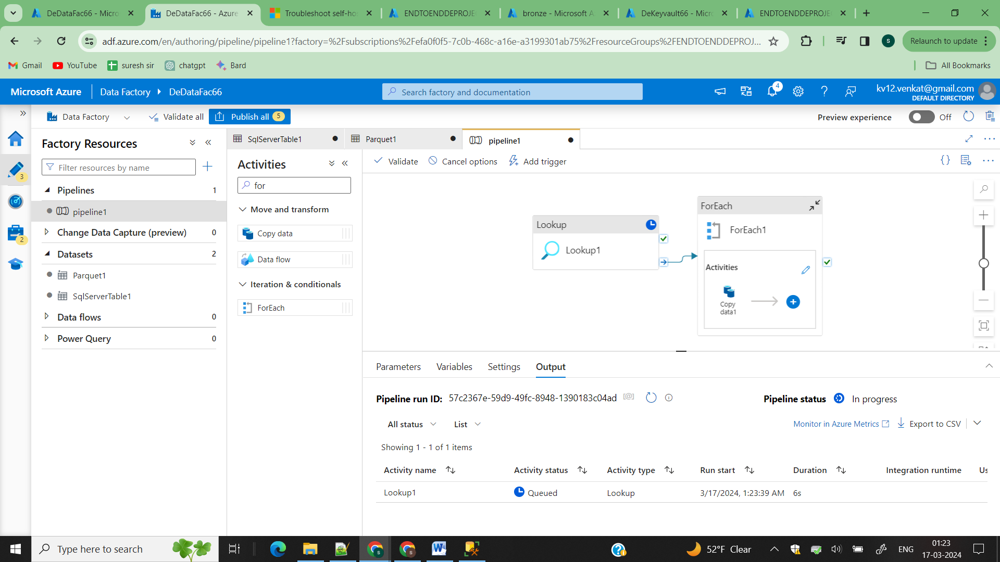 DeDataFac66 - Micro
DeDataFac66 - Azure
Troubleshoot self-hos
ENDTOENDDEPROJE
bronze - Microsoft A
DeKeyvault66 - Micro
ENDTOENDDEPROJE
adf.azure.com/en/authoring/pipeline/pipeline1?factory=%2Fsubscriptions%2Fefa0f0f5-7c0b-468c-a16e-a3199301ab75%2FresourceGroups%2FENDTOENDDEPROJ...
s
Relaunch to update
Gmail
YouTube
suresh sir
chatgpt
Bard
All Bookmarks
Microsoft Azure
Data Factory
DeDataFac66
Search factory and documentation
4
kv12.venkat@gmail.com
DEFAULT DIRECTORY
Data Factory
Validate all
Publish all 5
Preview experience
Off
3
2
Factory Resources
Filter resources by name
Pipelines 1
pipeline1
Change Data Capture (preview) 0
Datasets 2
Parquet1
SqlServerTable1
Data flows 0
Power Query 0
SqlServerTable1
Parquet1
pipeline1
Activities
for
Move and transform
Copy data
Data flow
Iteration & conditionals
ForEach
Validate
Cancel options
Add trigger
Lookup
Lookup1
ForEach
ForEach1
Activities
Copy
data1
Parameters
Variables
Settings
Output
Pipeline run ID: 57c2367e-59d9-49fc-8948-1390183c04ad
Pipeline status In progress
All status
List
Monitor in Azure Metrics
Export to CSV
Showing 1 - 1 of 1 items
Activity name Activity status Activity type Run start Duration Integration runtime Us
Lookup1 Queued Lookup 3/17/2024, 1:23:39 AM 6s
Type here to search
52°F Clear
ENG
01:23
17-03-2024